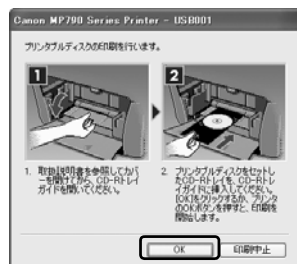 Canon MP790 Series Printer - USB001
プリンタブルディスクの印刷を行います。
1
2
1. 取扱説明書を参照してカバ
ーを開けてから、CD-Rトレイ
ガイドを開いてください。
2. プリンタブルディスクをセットし
たCD-Rトレイを、CD-Rトレ
イガイドに挿入してください。
[OK]をクリックするか、プリンタ
のOKボタンを押すと、印刷を
開始します。
OK
印刷中止